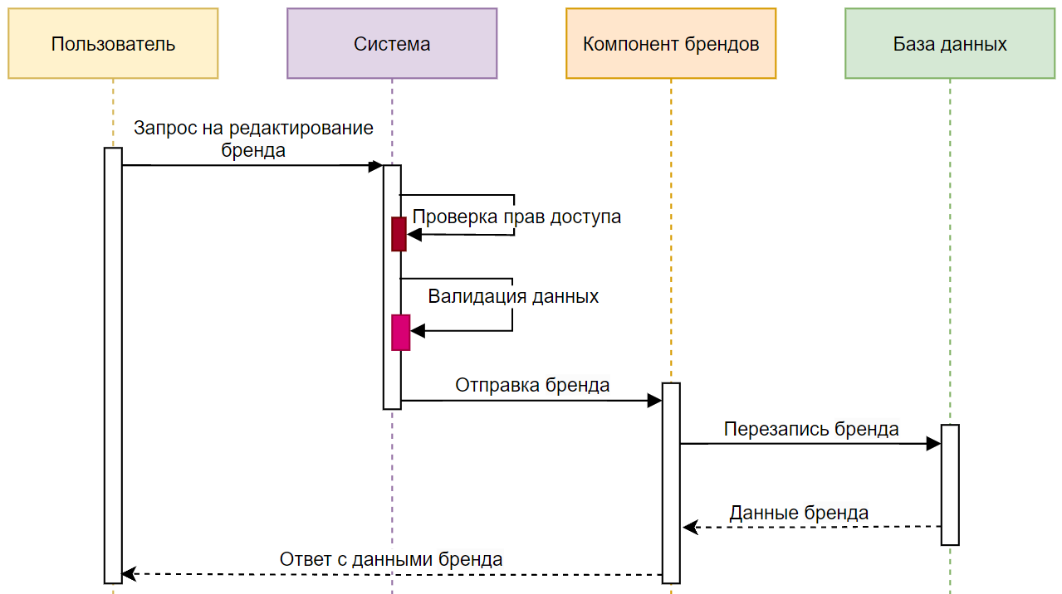 Пользователь
Система
Компонент брендов
База данных
Запрос на редактирование
бренда
Проверка прав доступа
Валидация данных
Отправка бренда
Перезапись бренда
Данные бренда
Ответ с данными бренда